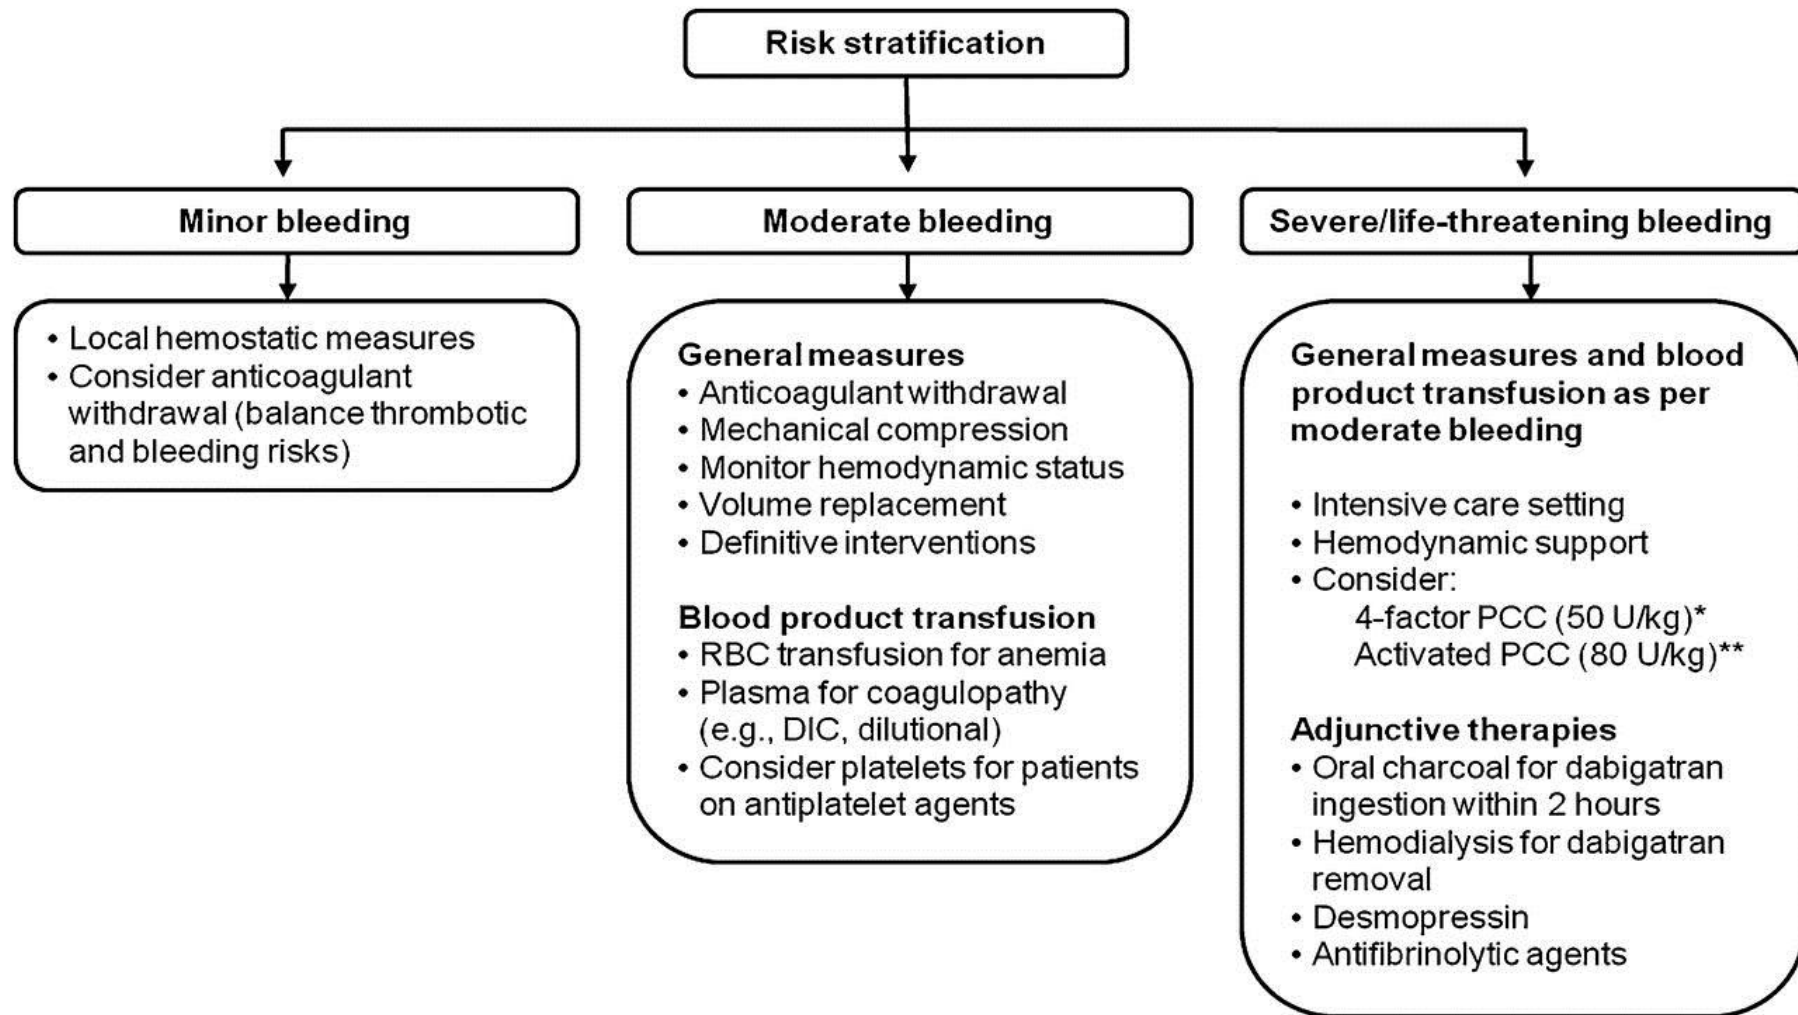 Risk stratification
Minor bleeding
• Local hemostatic measures
• Consider anticoagulant
withdrawal (balance thrombotic
and bleeding risks)
Moderate bleeding
General measures
• Anticoagulant withdrawal
• Mechanical compression
• Monitor hemodynamic status
• Volume replacement
• Definitive interventions
Blood product transfusion
• RBC transfusion for anemia
• Plasma for coagulopathy
(e.g., DIC, dilutional)
• Consider platelets for patients
on antiplatelet agents
Severe/life-threatening bleeding
General measures and blood
product transfusion as per
moderate bleeding
• Intensive care setting
• Hemodynamic support
• Consider:
4-factor PCC (50 U/kg)*
Activated PCC (80 U/kg)**
Adjunctive therapies
• Oral charcoal for dabigatran
ingestion within 2 hours
• Hemodialysis for dabigatran
removal
• Desmopressin
• Antifibrinolytic agents